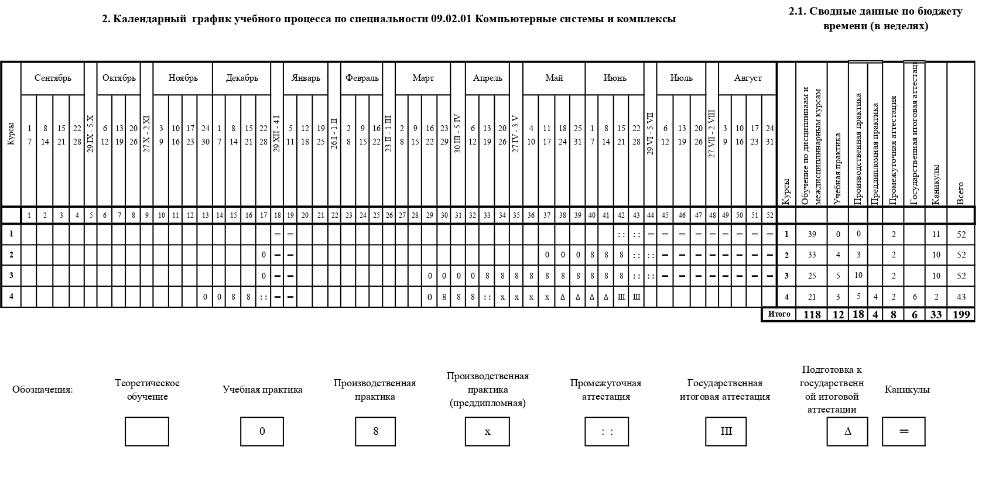 2. Календарный график учебного процесса по специальности 09.02.01 Компьютерные системы и комплексы
2.1. Сводные данные по бюджету
времени (в неделях)
Курсы
Сентябрь
29.IX - 5.X
Октябрь
27.X - 2.XI
Ноябрь
Декабрь
29.XII - 4.I
Январь
26.I - 1.II
Февраль
23.II - 1.III
Март
30.III - 5.IV
Апрель
27.IV - 3.V
Май
Июнь
29.VI - 5.VII
Июль
27.VII - 2.VIII
Август
1 8 15 22 6 13 20 3 10 17 24 1 8 15 22 5 12 19 2 9 16 2 9 16 23 6 13 20 4 11 18 25 1 8 15 22 6 13 20 3 10 17 24
7 14 21 28 12 19 26 9 16 23 30 7 14 21 28 11 18 25 8 15 22 8 15 22 29 12 19 26 10 17 24 31 7 14 21 28 12 19 26 9 16 23 31
Курсы
Обучение по дисциплинам и
междисциплинарным курсам
Учебная практика
Производственная практика
Преддипломная практика
Промежуточная аттестация
Государственная итоговая аттестац
Каникулы
Всего
1 2 3 4 5 6 7 8 9 10 11 12 13 14 15 16 17 18 19 20 21 22 23 24 25 26 27 28 29 30 31 32 33 34 35 36 37 38 39 40 41 42 43 44 45 46 47 48 49 50 51 52
1 = = :: :: = = = = = = = = = 1 39 0 0 2 11 52
2 0 = = 0 0 0 8 8 8 :: :: = = = = = = = = 2 33 4 3 2 10 52
3 0 = = 0 0 0 0 8 8 8 8 8 8 8 8 8 8 :: :: = = = = = = = = 3 25 5 10 2 10 52
4 0 0 8 8 :: = = 0 8 8 8 :: x x x x Δ Δ Δ Δ III III 4 21 3 5 4 2 6 2 43
Итого 118 12 18 4 8 6 33 199
Обозначения:
Теоретическое
обучение
Учебная практика
0
Производственная
практика
8
Производственная
практика
(преддипломная)
x
Промежуточная
аттестация
: :
Государственная
итоговая аттестация
III
Подготовка к
государственн
ой итоговой
аттестации
Δ
Каникулы
=